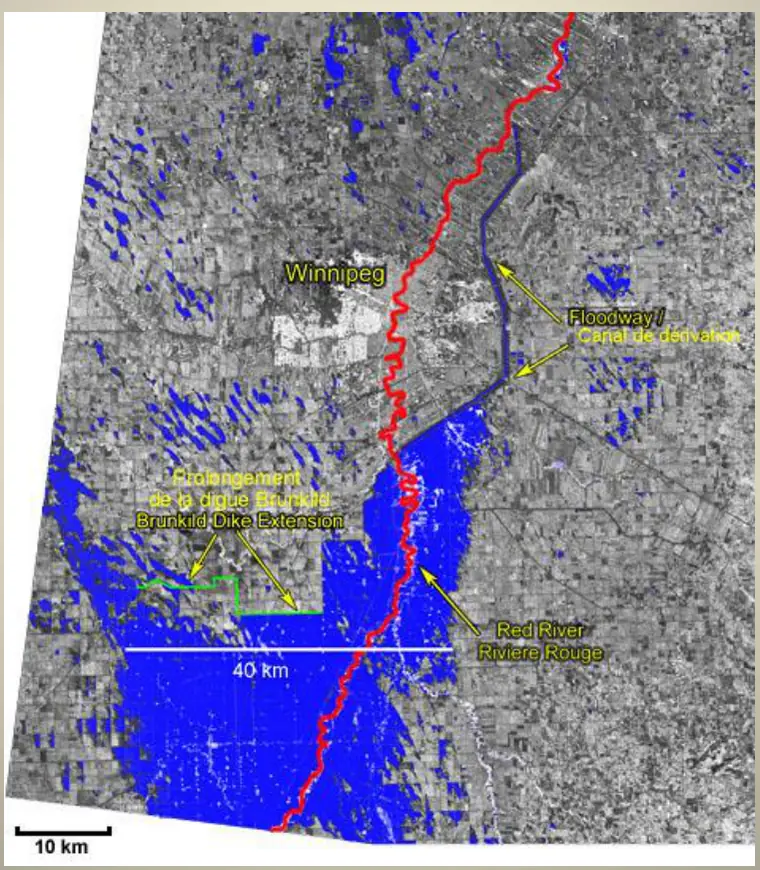 Winnipeg
Floodway /
Canal de dérivation
Prolongement
de la digue Brunkild
Brunkild Dike Extension
Red River
Riviere Rouge
40 km
10 km